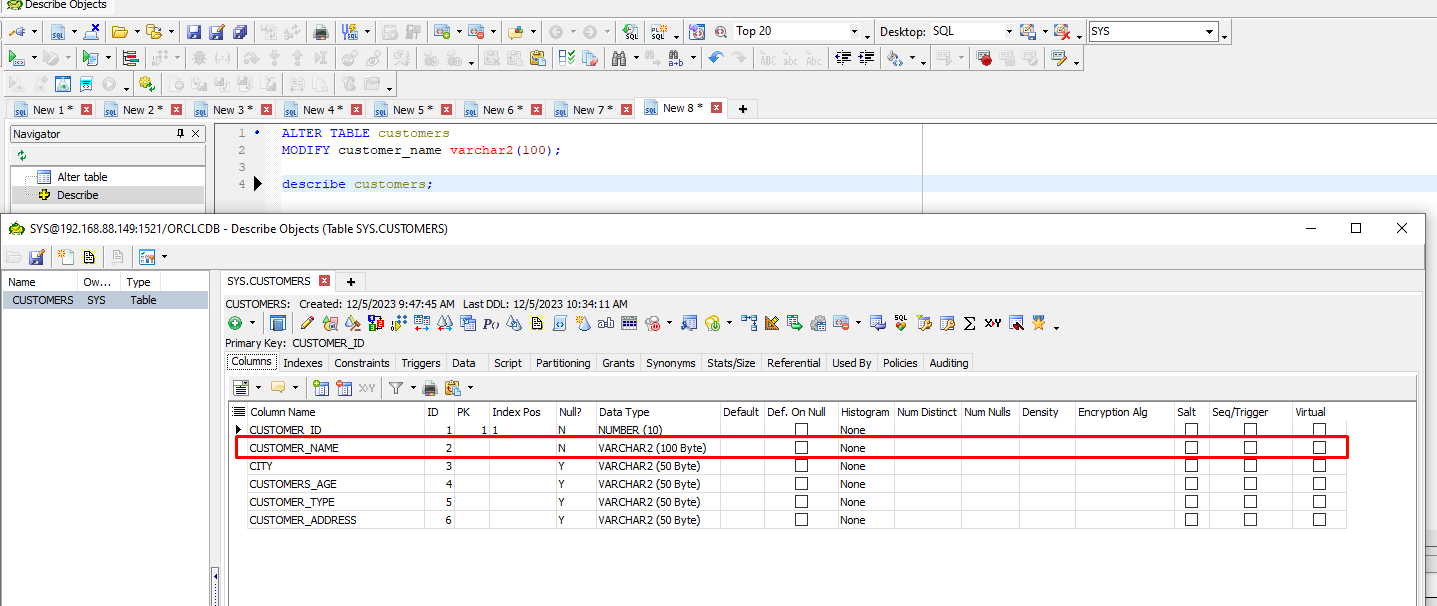 Describe Objects
Top 20 Desktop: SQL SYS
New 1 * New 2 * New 3 * New 4 * New 5 * New 6 * New 7 * New 8 *
Navigator
Alter table
Describe
1 ALTER TABLE customers
2 MODIFY customer_name varchar2(100);
3
4 describe customers;
SYS@192.168.88.149:1521/ORCLCDB - Describe Objects (Table SYS.CUSTOMERS)
Name Ow... Type
CUSTOMERS SYS Table
SYS.CUSTOMERS
CUSTOMERS: Created: 12/5/2023 9:47:45 AM Last DDL: 12/5/2023 10:34:11 AM
Primary Key: CUSTOMER_ID
Columns Indexes Constraints Triggers Data Script Partitioning Grants Synonyms Stats/Size Referential Used By Policies Auditing
Column Name ID PK Index Pos Null? Data Type Default Def. On Null Histogram Num Distinct Num Nulls Density Encryption Alg Salt Seq/Trigger Virtual
CUSTOMER_ID 1 1 1 N NUMBER (10) None
CUSTOMER_NAME 2 N VARCHAR2 (100 Byte) None
CITY 3 Y VARCHAR2 (50 Byte) None
CUSTOMERS_AGE 4 Y VARCHAR2 (50 Byte) None
CUSTOMER_TYPE 5 Y VARCHAR2 (50 Byte) None
CUSTOMER_ADDRESS 6 Y VARCHAR2 (50 Byte) None